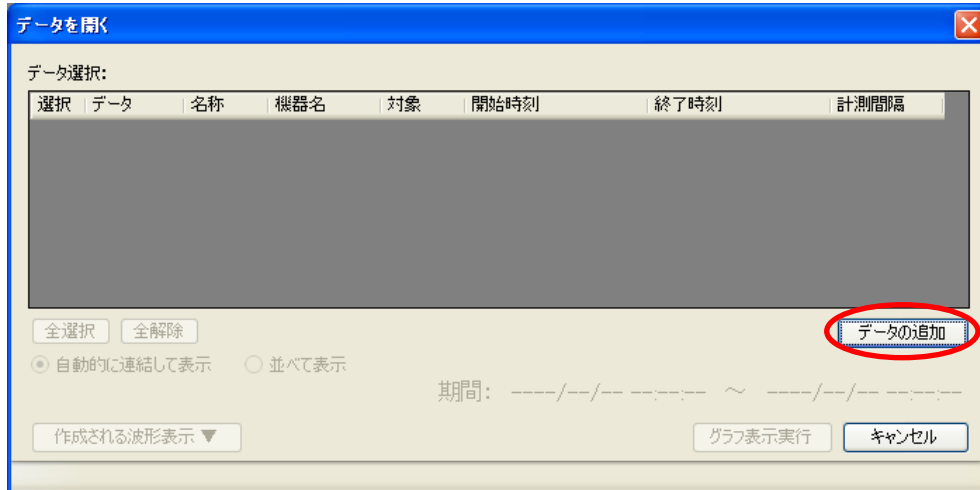 データを開く
データ選択:
選択 データ 名称 機器名 対象 開始時刻 終了時刻 計測間隔
全選択 全解除 データの追加
自動的に連結して表示 並べて表示
期間: ----/--/-- --:--:-- ～ ----/--/-- --:--:--
作成される波形表示 ▼ グラフ表示実行 キャンセル